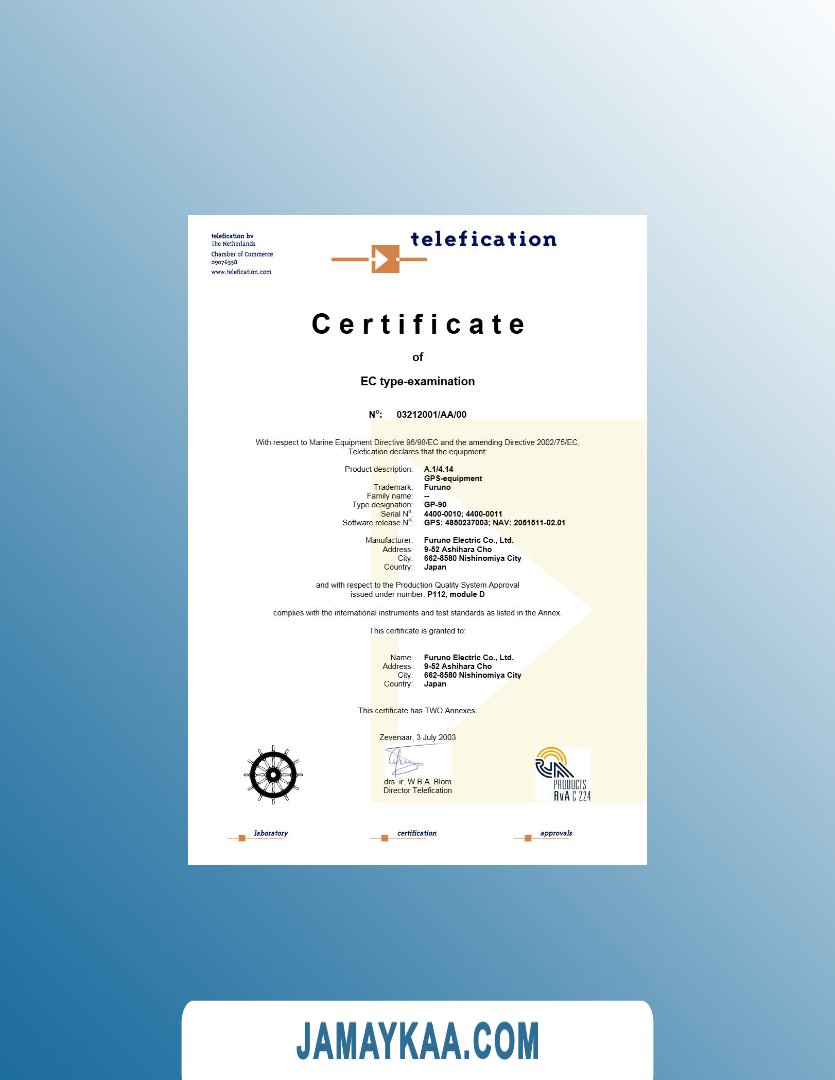 telefication bv
The Netherlands
Chamber of Commerce
09076358
www.telefication.com
telefication
Certificate
of
EC type-examination
Nº: 03212001/AA/00
With respect to Marine Equipment Directive 96/98/EC and the amending Directive 2002/75/EC,
Telefication declares that the equipment:
Product description: A.1/4.14
GPS-equipment
Trademark: Furuno
Family name: --
Type designation: GP-90
Serial Nº: 4400-0010; 4400-0011
Software release Nº: GPS: 4850237003; NAV: 2051511-02.01
Manufacturer: Furuno Electric Co., Ltd.
Address: 9-52 Ashihara Cho
City: 662-8580 Nishinomiya City
Country: Japan
and with respect to the Production Quality System Approval
issued under number: P112, module D
complies with the international instruments and test standards as listed in the Annex.
This certificate is granted to:
Name: Furuno Electric Co., Ltd.
Address: 9-52 Ashihara Cho
City: 662-8580 Nishinomiya City
Country: Japan
This certificate has TWO Annexes.
Zevenaar, 3 July 2003
drs. ir. W.B.A. Blom
Director Telefication
RvA
PRODUCTS
RvA C 224
laboratory
certification
approvals
JAMAYKAA.COM